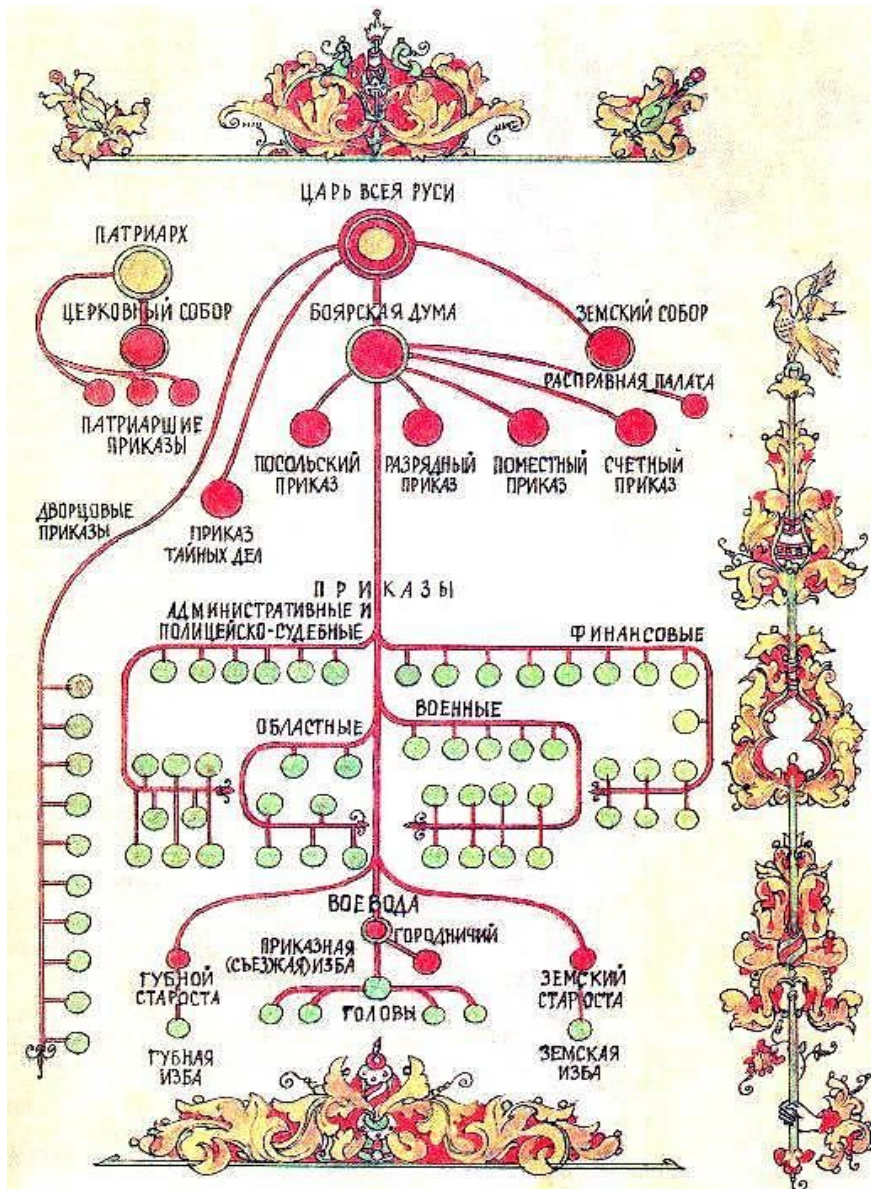 ЦАРЬ ВСЕЯ РУСИ
ПАТРИАРХ
ЦЕРКОВНЫЙ СОБОР
БОЯРСКАЯ ДУМА
ЗЕМСКИЙ СОБОР
РАСПРАВНАЯ ПАЛАТА
ПАТРИАРШИЕ
ПРИКАЗЫ
ПОСОЛЬСКИЙ
ПРИКАЗ
РАЗРЯДНЫЙ
ПРИКАЗ
ПОМЕСТНЫЙ
ПРИКАЗ
СЧЕТНЫЙ
ПРИКАЗ
ДВОРЦОВЫЕ
ПРИКАЗЫ
ПРИКАЗ
ТАЙНЫХ ДЕЛ
ПРИКАЗЫ
АДМИНИСТРАТИВНЫЕ И
ПОЛИЦЕЙСКО-СУДЕБНЫЕ
ФИНАНСОВЫЕ
ОБЛАСТНЫЕ
ВОЕННЫЕ
ВОЕВОДА
ГОРОДНИЧИЙ
ПРИКАЗНАЯ
(СЪЕЗЖАЯ) ИЗБА
ГУБНОЙ
СТАРОСТА
ЗЕМСКИЙ
СТАРОСТА
ГОЛОВЫ
ГУБНАЯ
ИЗБА
ЗЕМСКАЯ
ИЗБА